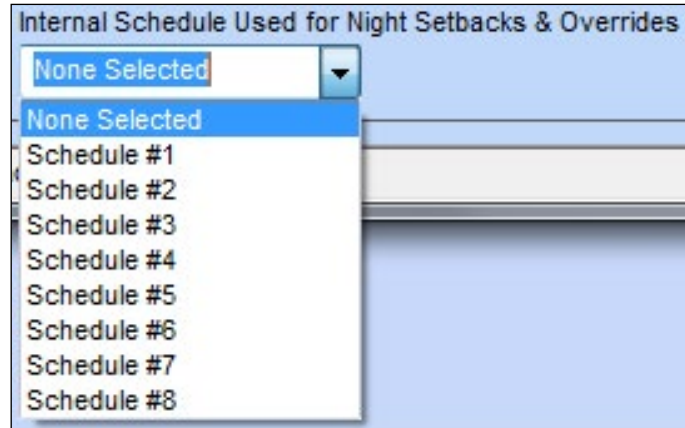 Internal Schedule Used for Night Setbacks & Overrides
None Selected
None Selected
Schedule #1
Schedule #2
Schedule #3
Schedule #4
Schedule #5
Schedule #6
Schedule #7
Schedule #8